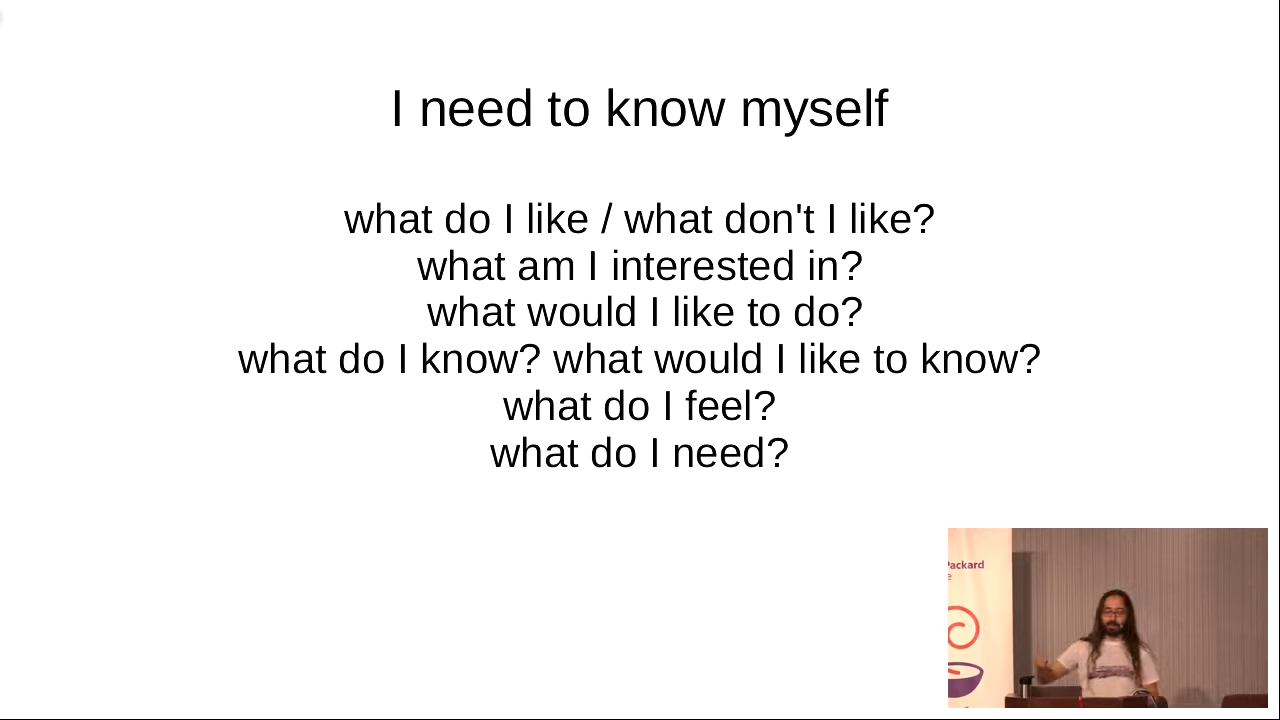 I need to know myself
what do I like / what don't I like?
what am I interested in?
what would I like to do?
what do I know? what would I like to know?
what do I feel?
what do I need?
Packard